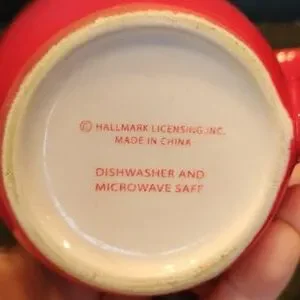 © HALLMARK LICENSING, INC.
MADE IN CHINA
DISHWASHER AND
MICROWAVE SAFE